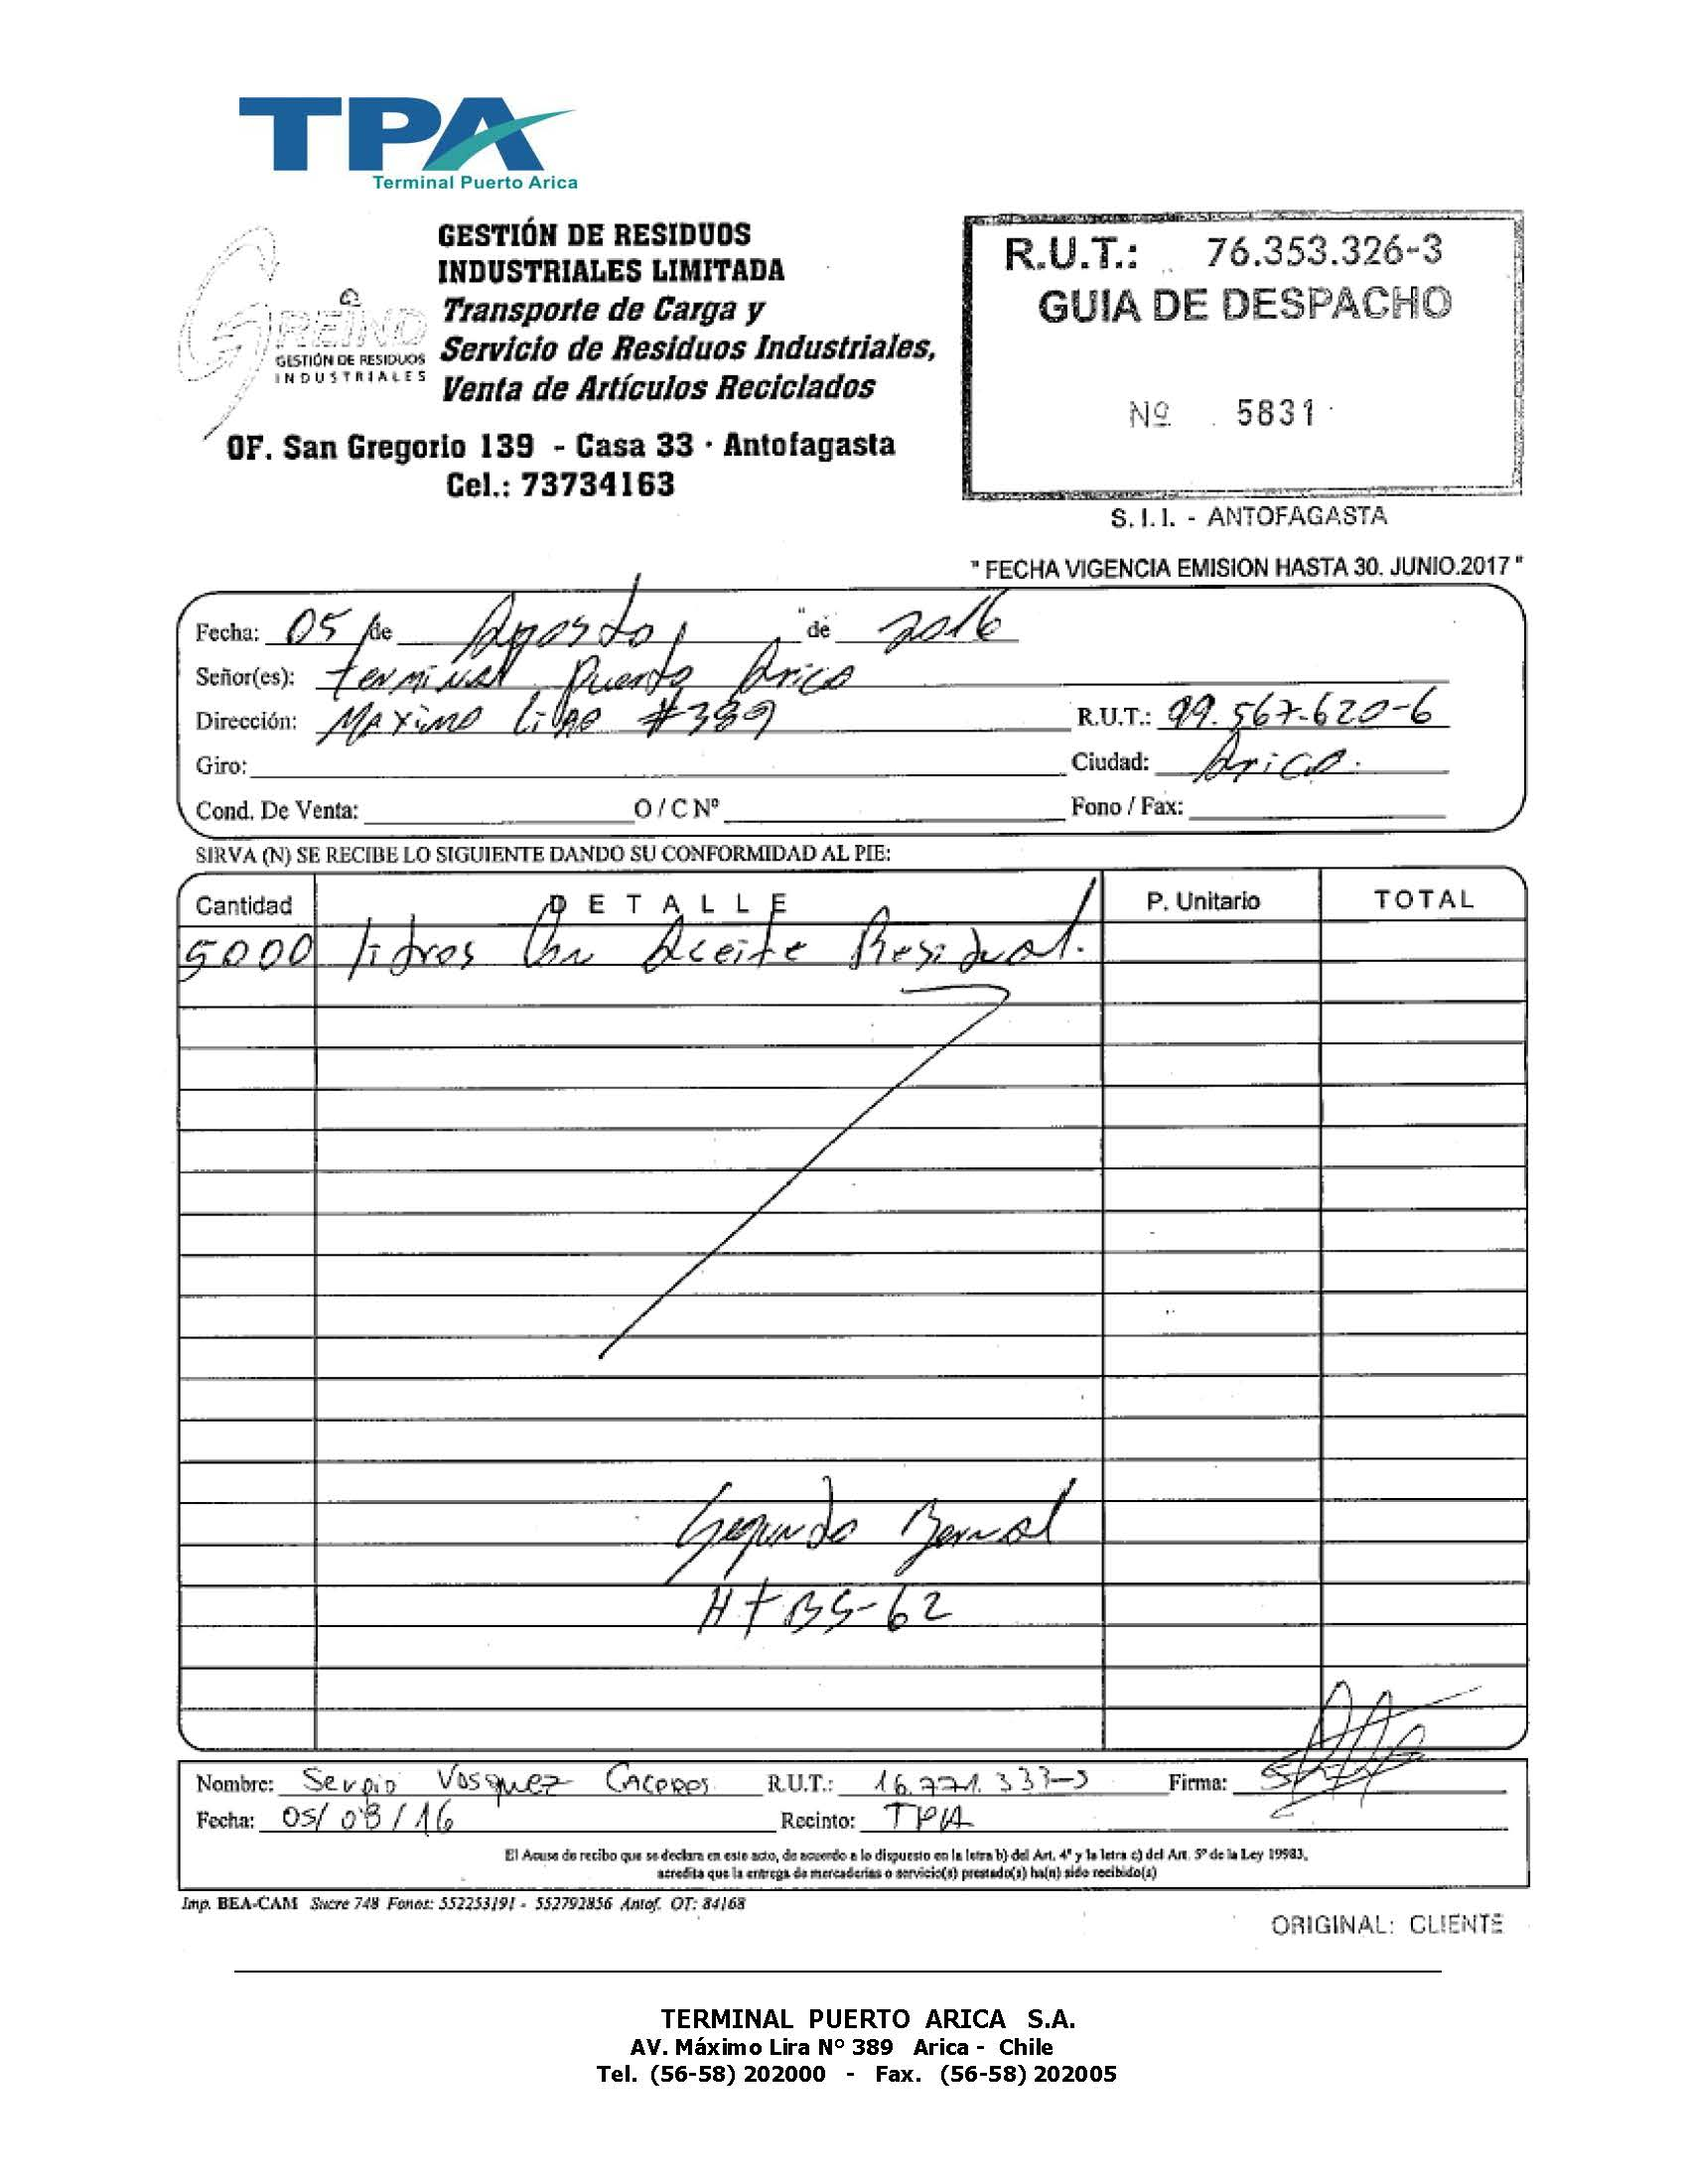 TPA
Terminal Puerto Arica
GREIND
GESTIÓN DE RESIDUOS
INDUSTRIALES
GESTIÓN DE RESIDUOS
INDUSTRIALES LIMITADA
Transporte de Carga y
Servicio de Residuos Industriales,
Venta de Artículos Reciclados
OF. San Gregorio 139 - Casa 33 · Antofagasta
Cel.: 73734163
R.U.T.: 76.353.326-3
GUIA DE DESPACHO
Nº 5831
S.I.I. - ANTOFAGASTA
" FECHA VIGENCIA EMISION HASTA 30. JUNIO.2017 "
Fecha: 05 de Agosto de 2016
Señor(es): terminal Puerto Arica
Dirección: Maximo Lira #389 R.U.T.: 99.567.620-6
Giro: Ciudad: Arica.
Cond. De Venta: O / C Nº Fono / Fax:
SIRVA (N) SE RECIBE LO SIGUIENTE DANDO SU CONFORMIDAD AL PIE:
Cantidad DETALLE P. Unitario TOTAL
5000 litros Con Aceite Residual.
Segundo Bernal
HTBS-62
Nombre: Sergio Vasquez Caceres R.U.T.: 16.771.333-5 Firma:
Fecha: 05/08/16 Recinto: TPA
El Acuse de recibo que se declara en este acto, de acuerdo a lo dispuesto en la letra b) del Art. 4º y la letra c) del Art. 5º de la Ley 19983,
acredita que la entrega de mercaderías o servicio(s) prestado(s) ha(n) sido recibido(s)
Imp. BEA-CAM Sucre 748 Fonos: 552253191 - 552792856 Antof. OT: 84168
ORIGINAL: CLIENTE
TERMINAL PUERTO ARICA S.A.
AV. Máximo Lira Nº 389 Arica - Chile
Tel. (56-58) 202000 - Fax. (56-58) 202005